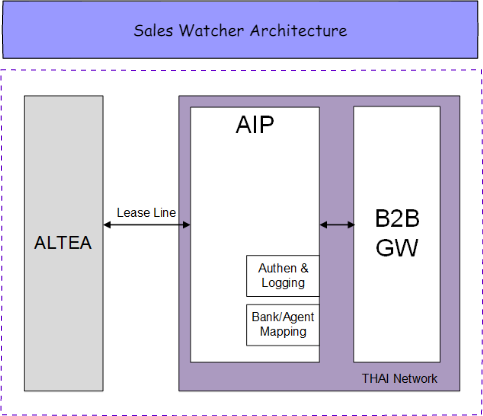 Sales Watcher Architecture
AIP
Lease Line
ALTEA
B2B
GW
Authen &
Logging
Bank/Agent
Mapping
THAI Network